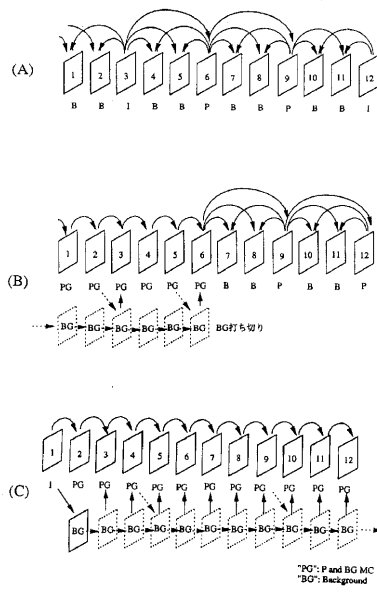 (A)
1 2 3 4 5 6 7 8 9 10 11 12
B B I B B P B B P B B I
(B)
1 2 3 4 5 6 7 8 9 10 11 12
PG PG PG PG PG PG B B P B B P
BG BG BG BG BG BG BG打ち切り
(C)
1 2 3 4 5 6 7 8 9 10 11 12
I PG PG PG PG PG PG PG PG PG PG PG
BG BG BG BG BG BG BG BG BG BG BG
"PG": P and BG MC
"BG": Background